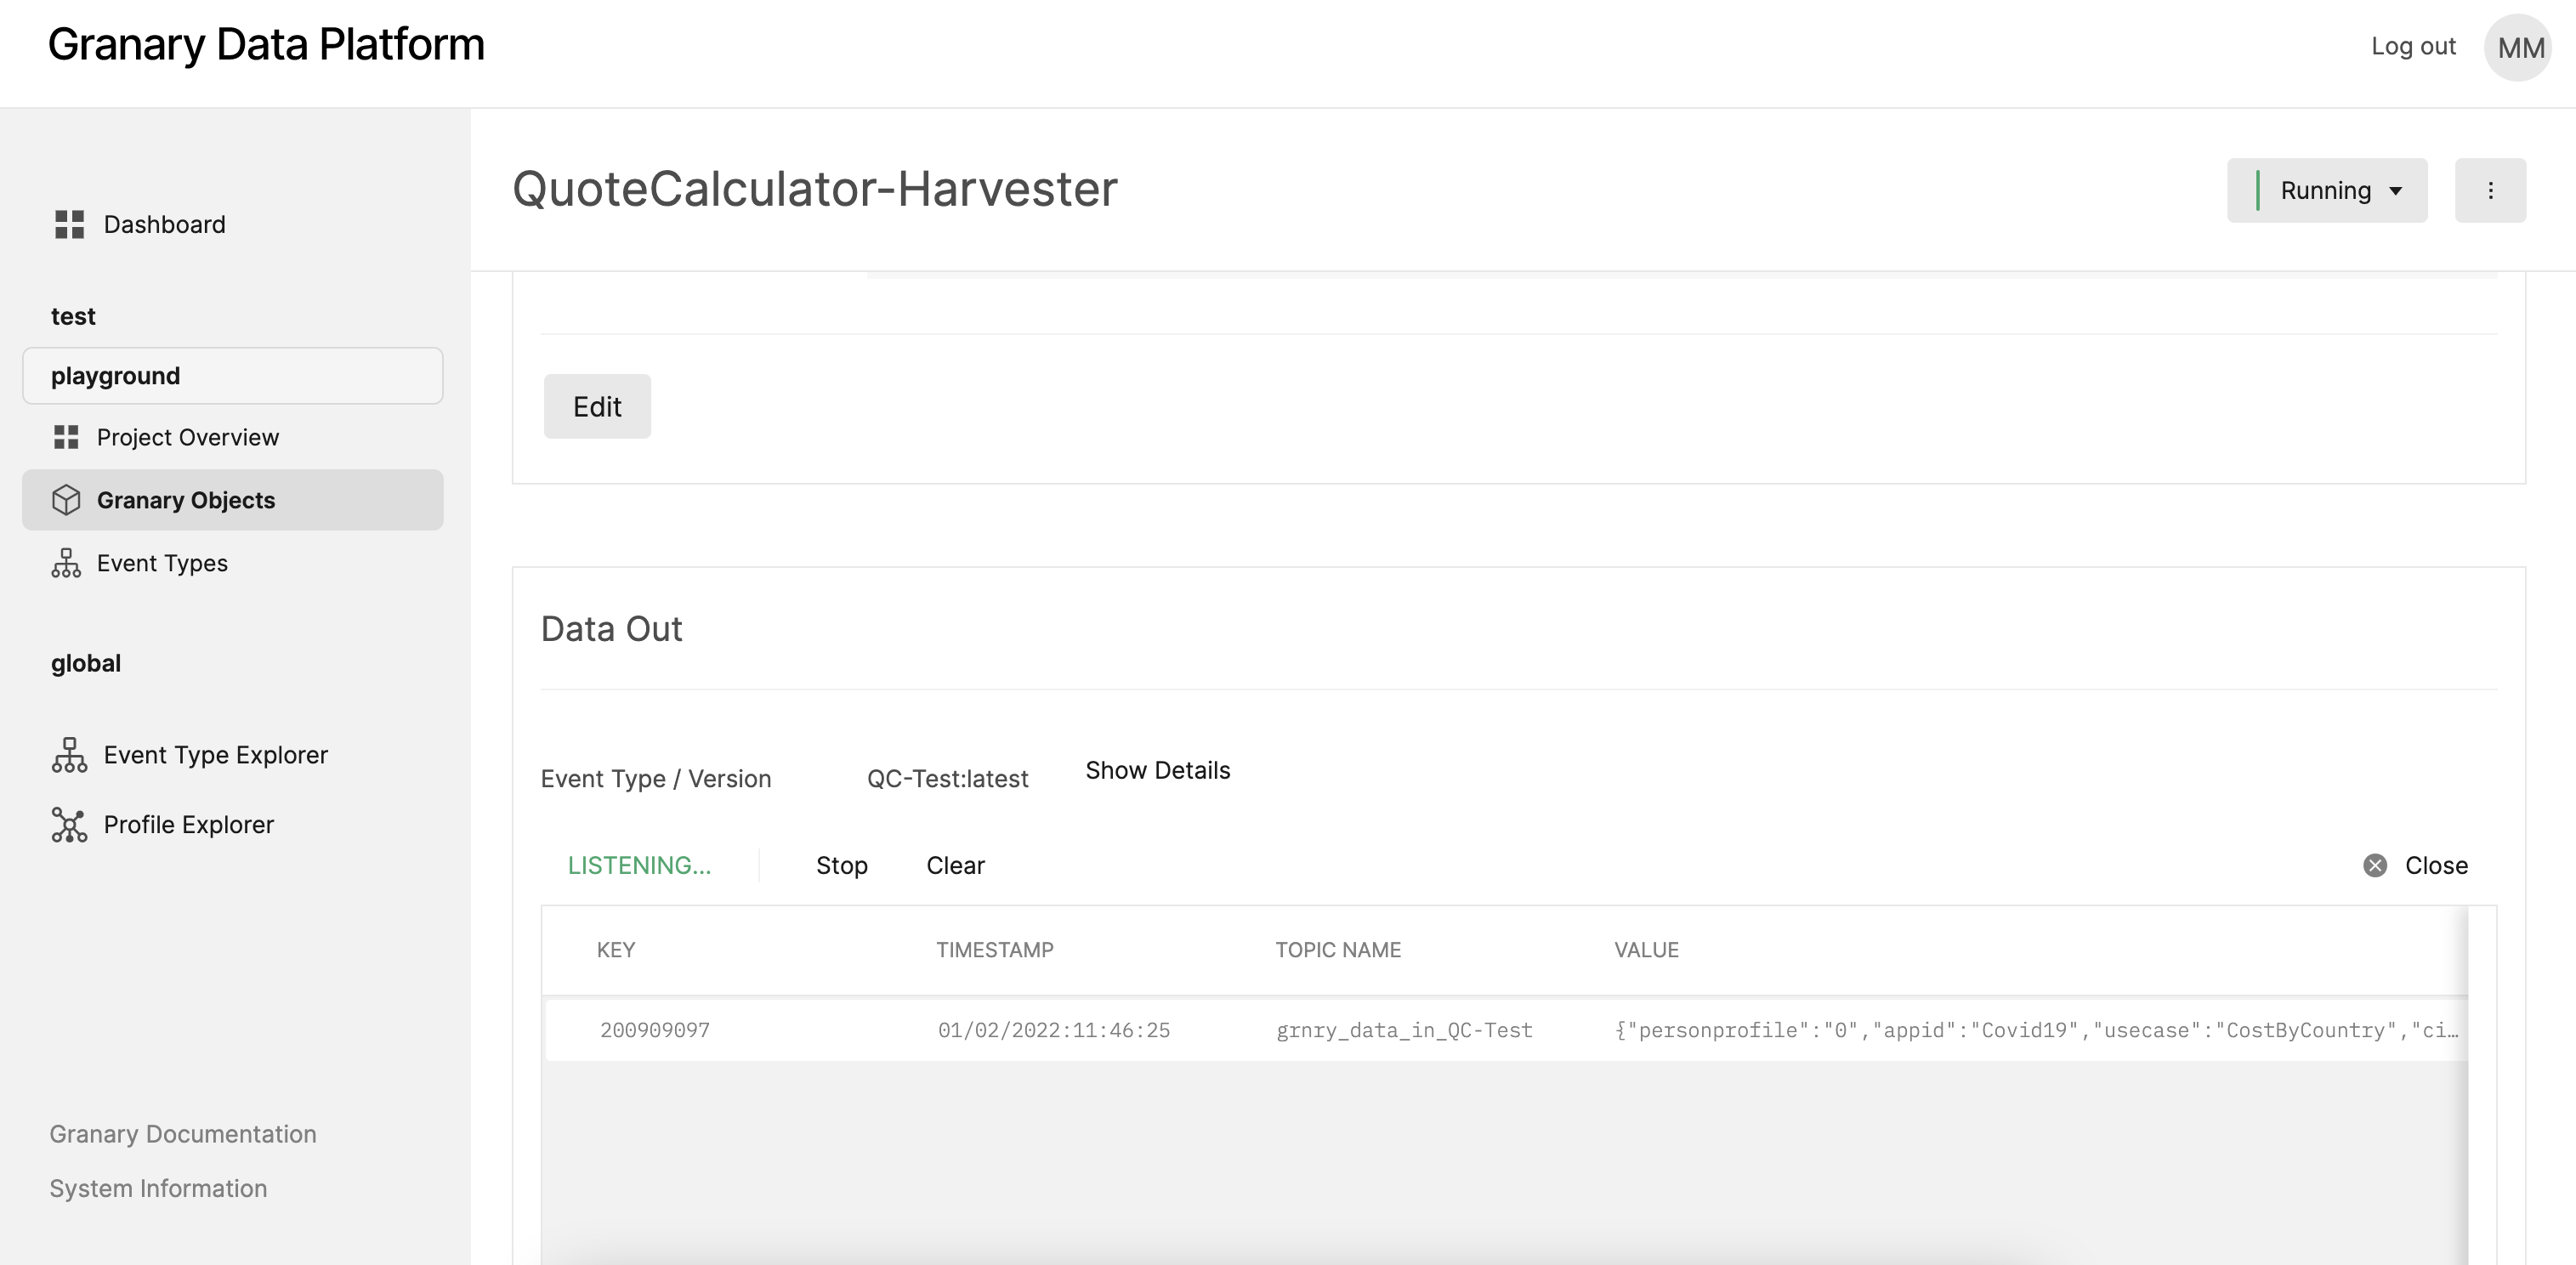 Granary Data Platform
Log out
MM
Dashboard
test
playground
Project Overview
Granary Objects
Event Types
global
Event Type Explorer
Profile Explorer
Granary Documentation
System Information
QuoteCalculator-Harvester
Running
Edit
Data Out
Event Type / Version QC-Test:latest Show Details
LISTENING... Stop Clear Close
KEY TIMESTAMP TOPIC NAME VALUE
200909097 01/02/2022:11:46:25 grnry_data_in_QC-Test {"personprofile":"0","appid":"Covid19","usecase":"CostByCountry","ci…